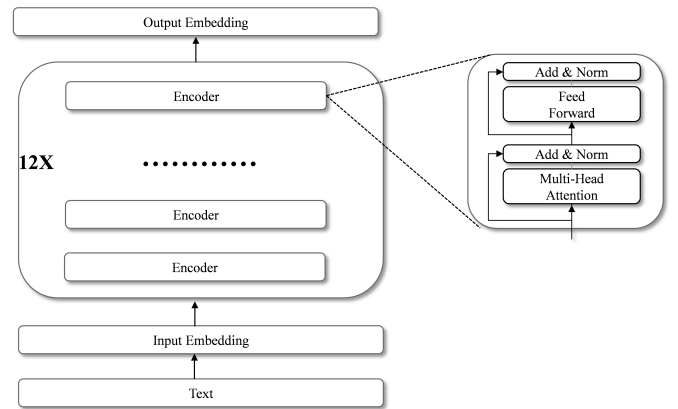 Output Embedding
Encoder
12X
Encoder
Encoder
Input Embedding
Text
Add & Norm
Feed
Forward
Add & Norm
Multi-Head
Attention